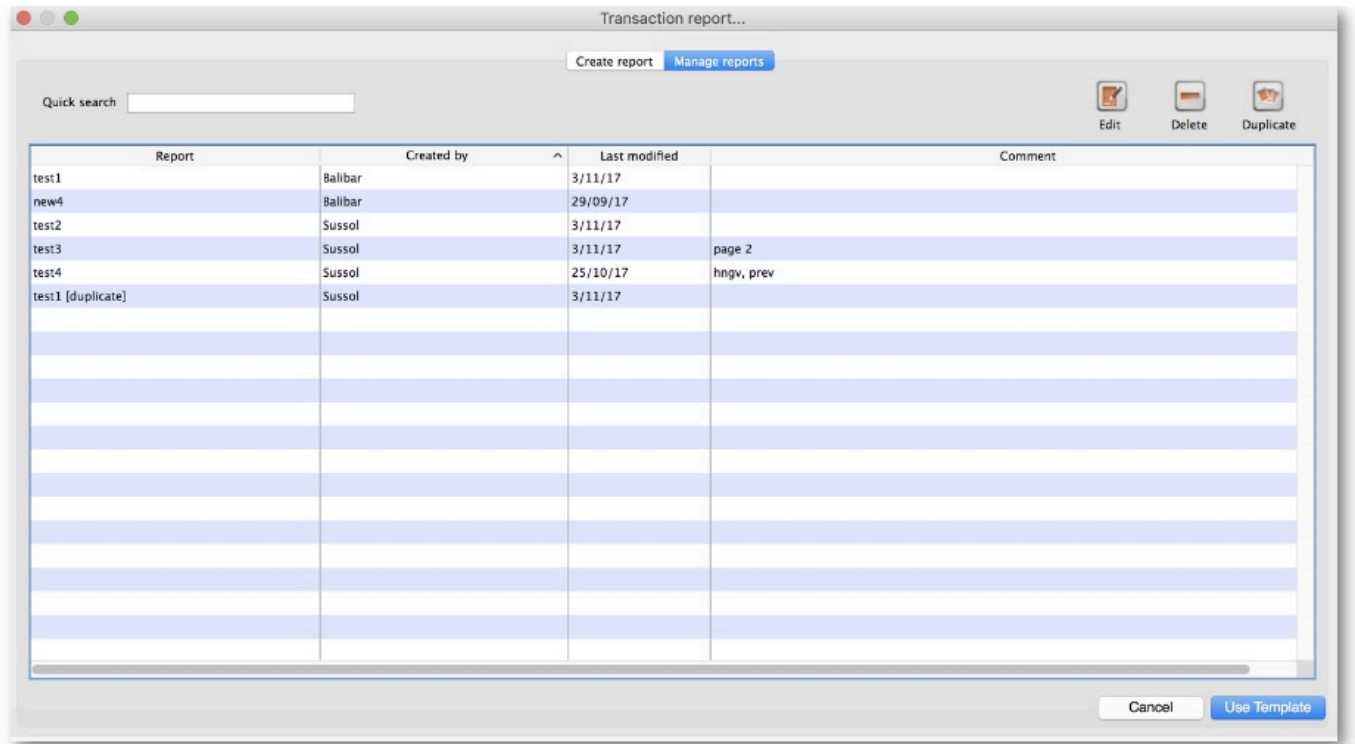 Transaction report...
Create report Manage reports
Quick search
Edit Delete Duplicate
Report Created by Last modified Comment
test1 Balibar 3/11/17
new4 Balibar 29/09/17
test2 Sussol 3/11/17
test3 Sussol 3/11/17 page 2
test4 Sussol 25/10/17 hngv, prev
test1 [duplicate] Sussol 3/11/17
Cancel Use Template